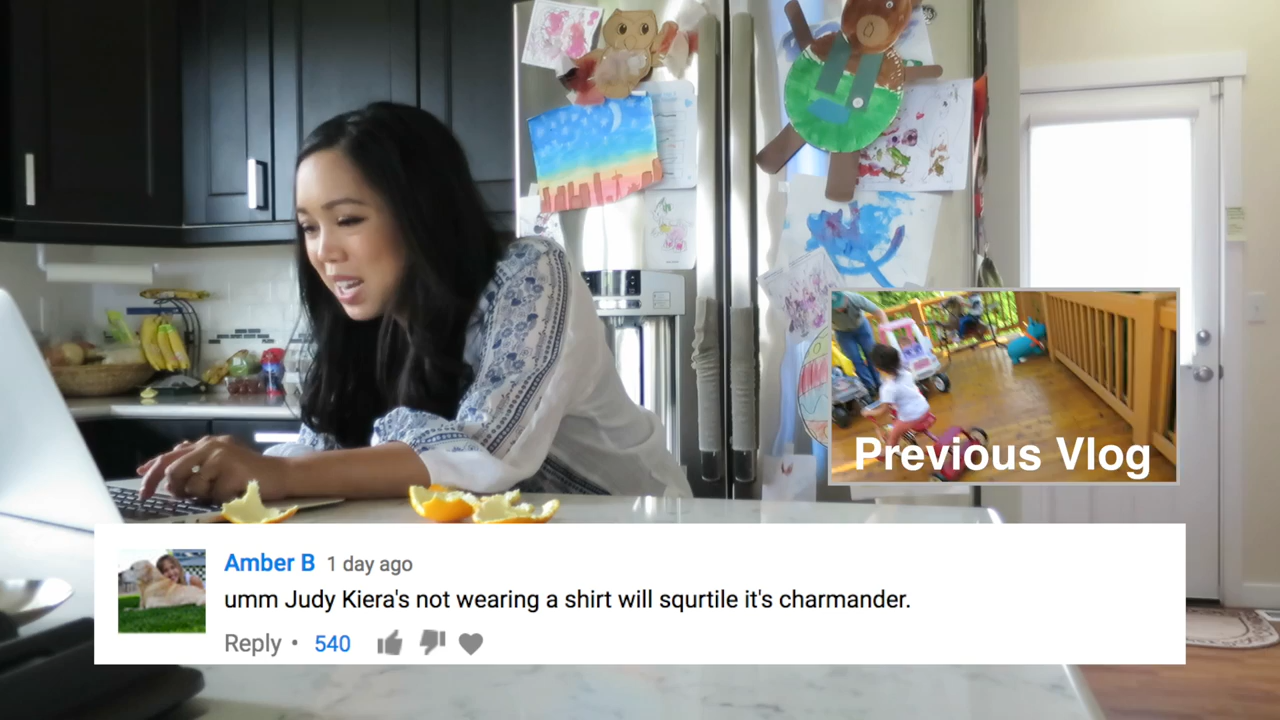 Previous Vlog
Amber B 1 day ago
umm Judy Kiera's not wearing a shirt will squrtile it's charmander.
Reply • 540